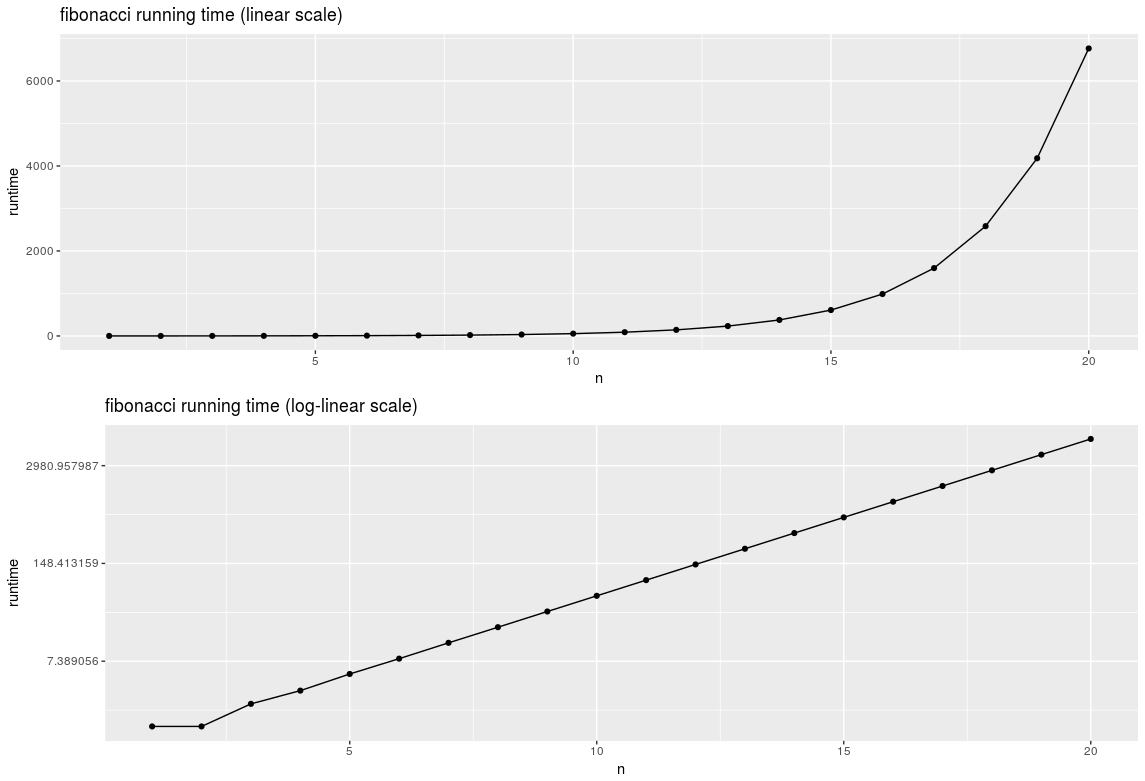 fibonacci running time (linear scale)
6000
4000
2000
0
runtime
5 10 15 20
n
fibonacci running time (log-linear scale)
2980.957987
148.413159
7.389056
runtime
5 10 15 20
n